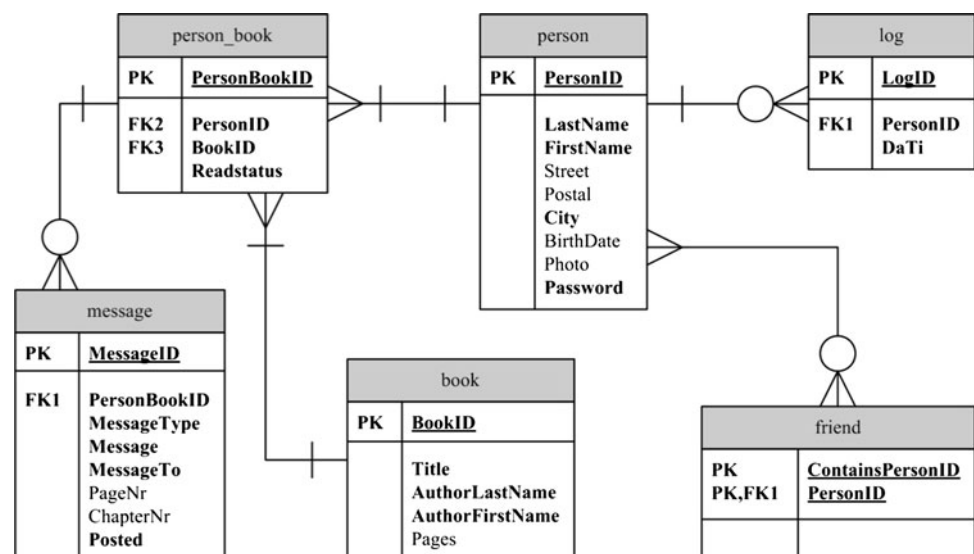 person_book
PK PersonBookID
FK2 PersonID
FK3 BookID
Readstatus
person
PK PersonID
LastName
FirstName
Street
Postal
City
BirthDate
Photo
Password
log
PK LogID
FK1 PersonID
DaTi
message
PK MessageID
FK1 PersonBookID
MessageType
Message
MessageTo
PageNr
ChapterNr
Posted
book
PK BookID
Title
AuthorLastName
AuthorFirstName
Pages
friend
PK ContainsPersonID
PK,FK1 PersonID